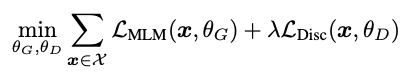 min_{θ_G,θ_D} ∑_{x∈𝒳} ℒ_MLM(x, θ_G) + λℒ_Disc(x, θ_D)